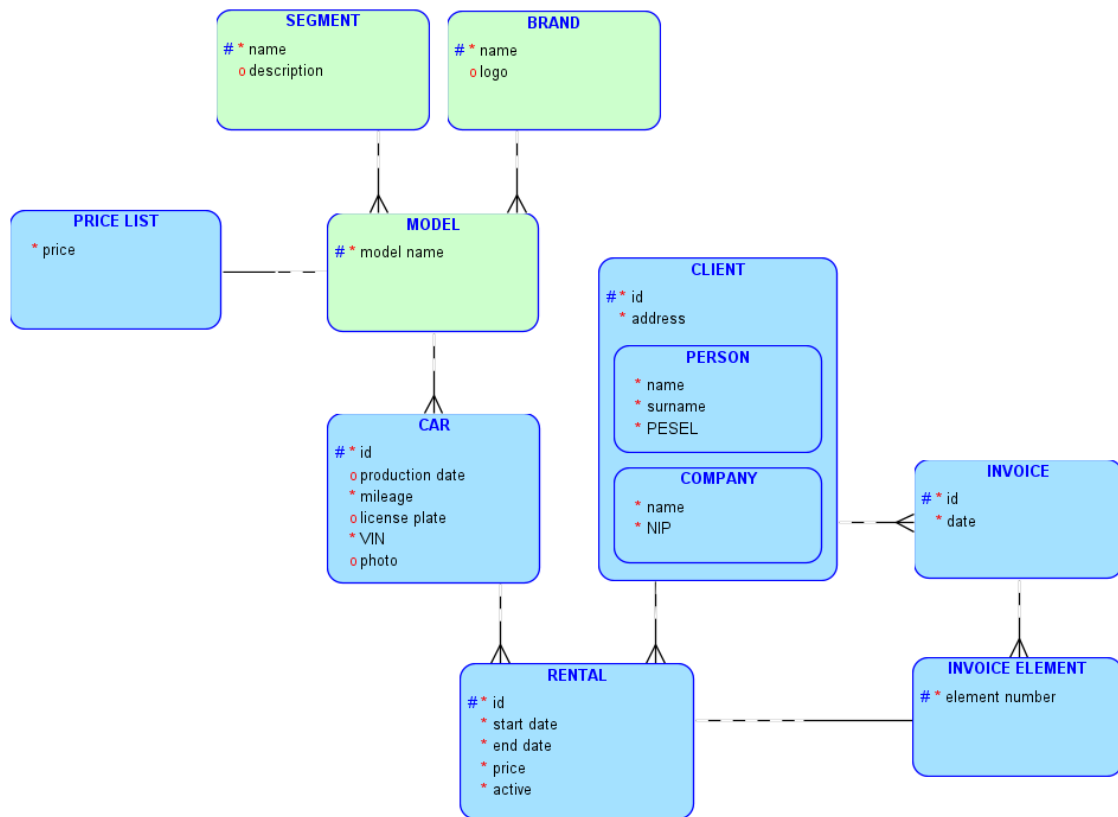 SEGMENT
# * name
o description
BRAND
# * name
o logo
PRICE LIST
* price
MODEL
# * model name
CLIENT
# * id
* address
PERSON
* name
* surname
* PESEL
COMPANY
* name
* NIP
CAR
# * id
o production date
* mileage
o license plate
* VIN
o photo
INVOICE
# * id
* date
RENTAL
# * id
* start date
* end date
* price
* active
INVOICE ELEMENT
# * element number